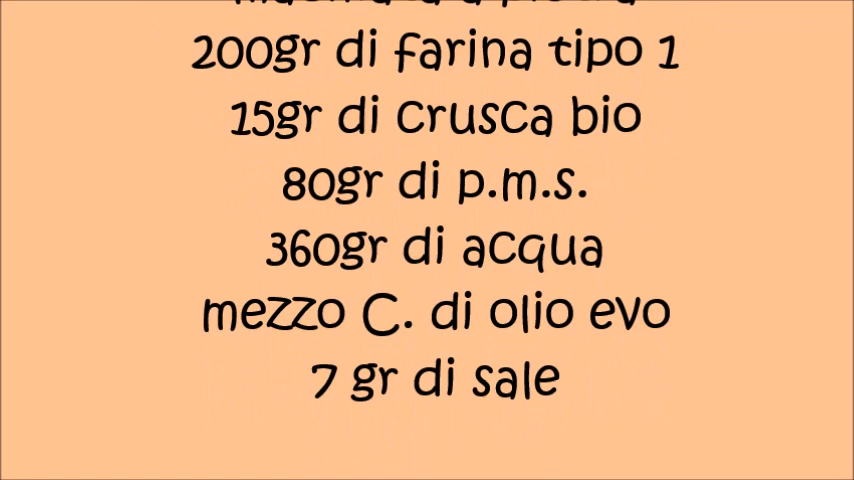 200gr di farina tipo 1
15gr di crusca bio
80gr di p.m.s.
360gr di acqua
mezzo C. di olio evo
7 gr di sale